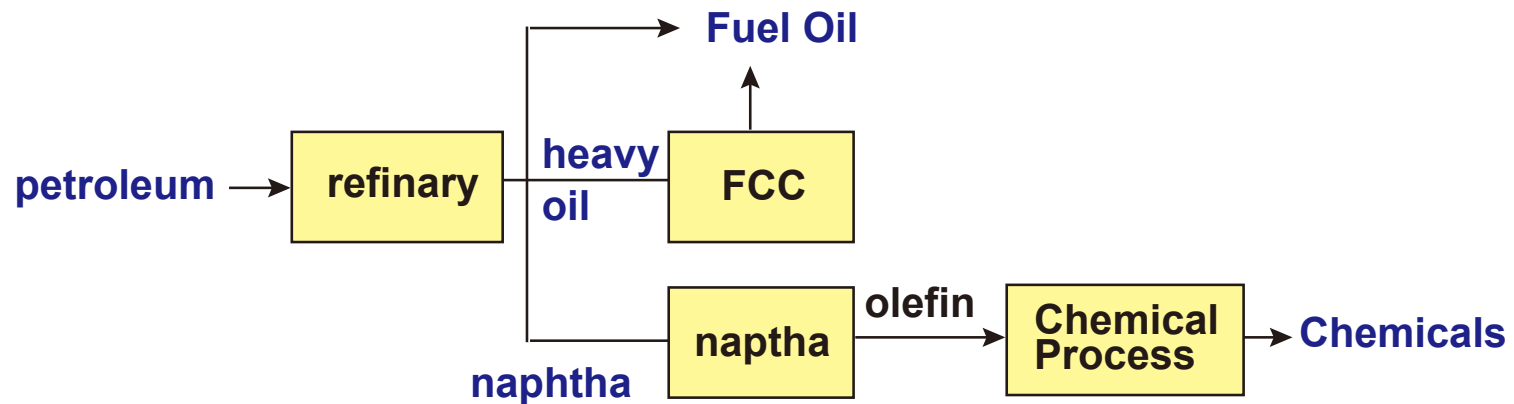 Fuel Oil
petroleum
refinary
heavy
oil
FCC
naphtha
naptha
olefin
Chemical
Process
Chemicals